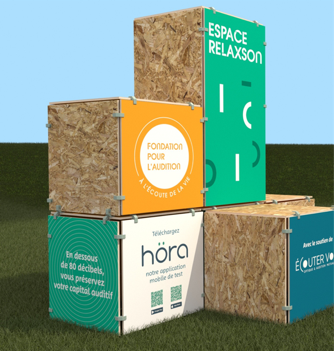 ESPACE
RELAXSON
FONDATION
POUR
L'AUDITION
À L'ÉCOUTE DE LA VIE
En dessous
de 80 décibels,
vous préservez
votre capital auditif
Téléchargez
höra
notre application
mobile de test
Avec le soutien de
ÉCOUTER